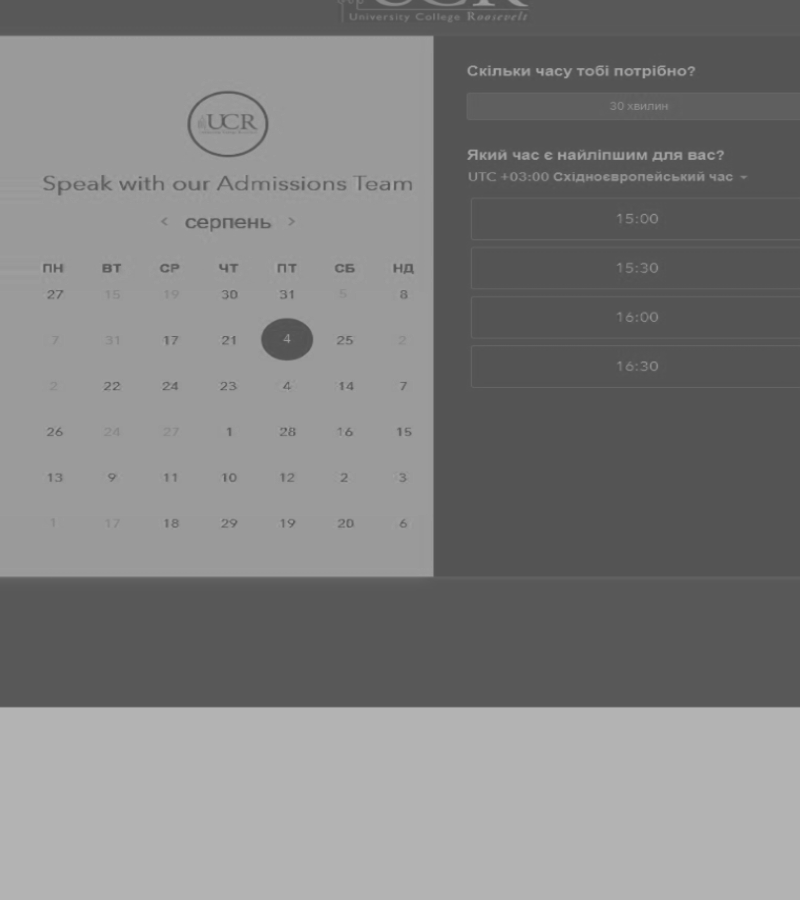 UCR
University College Roosevelt
UCR
Speak with our Admissions Team
< серпень >
ПН ВТ СР ЧТ ПТ СБ НД
27 15 19 30 31 5 8
7 31 17 21 4 25 2
2 22 24 23 4 14 7
26 24 27 1 28 16 15
13 9 11 10 12 2 3
1 17 18 29 19 20 6
Скільки часу тобі потрібно?
30 хвилин
Який час є найліпшим для вас?
UTC +03:00 Східноєвропейський час
15:00
15:30
16:00
16:30